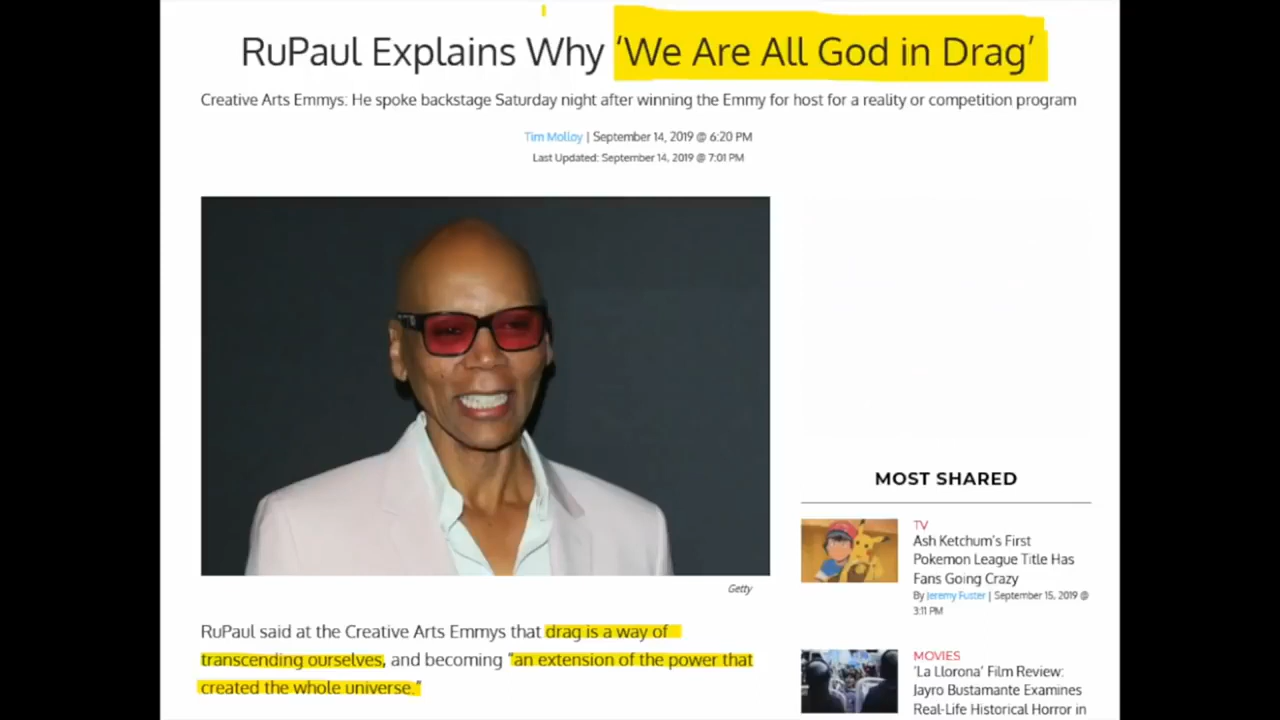 RuPaul Explains Why ‘We Are All God in Drag’
Creative Arts Emmys: He spoke backstage Saturday night after winning the Emmy for host for a reality or competition program
Tim Molloy | September 14, 2019 @ 6:20 PM
Last Updated: September 14, 2019 @ 7:01 PM
Getty
RuPaul said at the Creative Arts Emmys that drag is a way of
transcending ourselves, and becoming “an extension of the power that
created the whole universe.”
MOST SHARED
TV
Ash Ketchum’s First
Pokemon League Title Has
Fans Going Crazy
By Jeremy Fuster | September 15, 2019 @
3:11 PM
MOVIES
‘La Llorona’ Film Review:
Jayro Bustamante Examines
Real-Life Historical Horror in